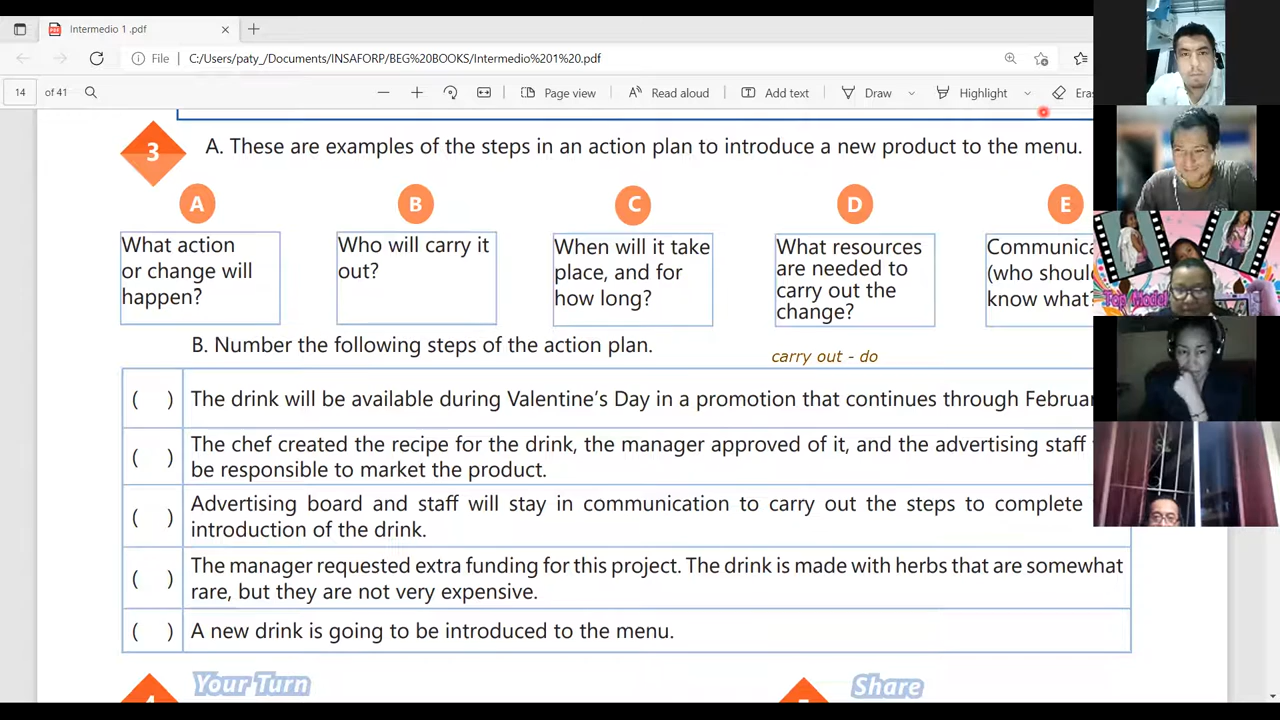 Intermedio 1 .pdf
File C:/Users/paty_/Documents/INSAFORP/BEG%20BOOKS/Intermedio%201%20.pdf
14 of 41 Page view Read aloud Add text Draw Highlight Eras
3 A. These are examples of the steps in an action plan to introduce a new product to the menu.
A B C D E
What action
or change will
happen?
Who will carry it
out?
When will it take
place, and for
how long?
What resources
are needed to
carry out the
change?
Communica
(who shoul
know what?
B. Number the following steps of the action plan.
carry out - do
( ) The drink will be available during Valentine's Day in a promotion that continues through Februar
( ) The chef created the recipe for the drink, the manager approved of it, and the advertising staff
be responsible to market the product.
( ) Advertising board and staff will stay in communication to carry out the steps to complete
introduction of the drink.
( ) The manager requested extra funding for this project. The drink is made with herbs that are somewhat
rare, but they are not very expensive.
( ) A new drink is going to be introduced to the menu.
Your Turn
Share
Top Model